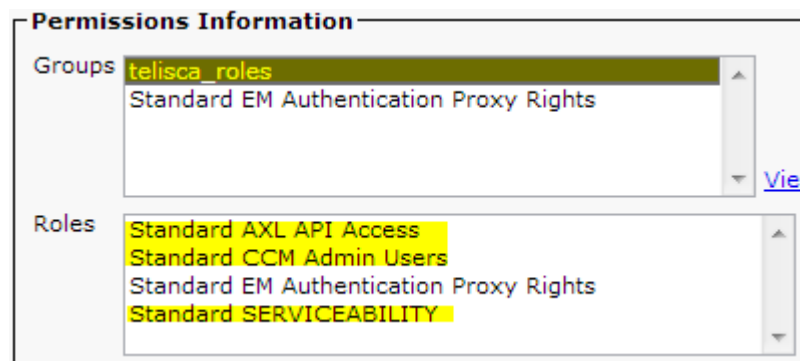 Permissions Information
Groups
telisca_roles
Standard EM Authentication Proxy Rights
Vie
Roles
Standard AXL API Access
Standard CCM Admin Users
Standard EM Authentication Proxy Rights
Standard SERVICEABILITY